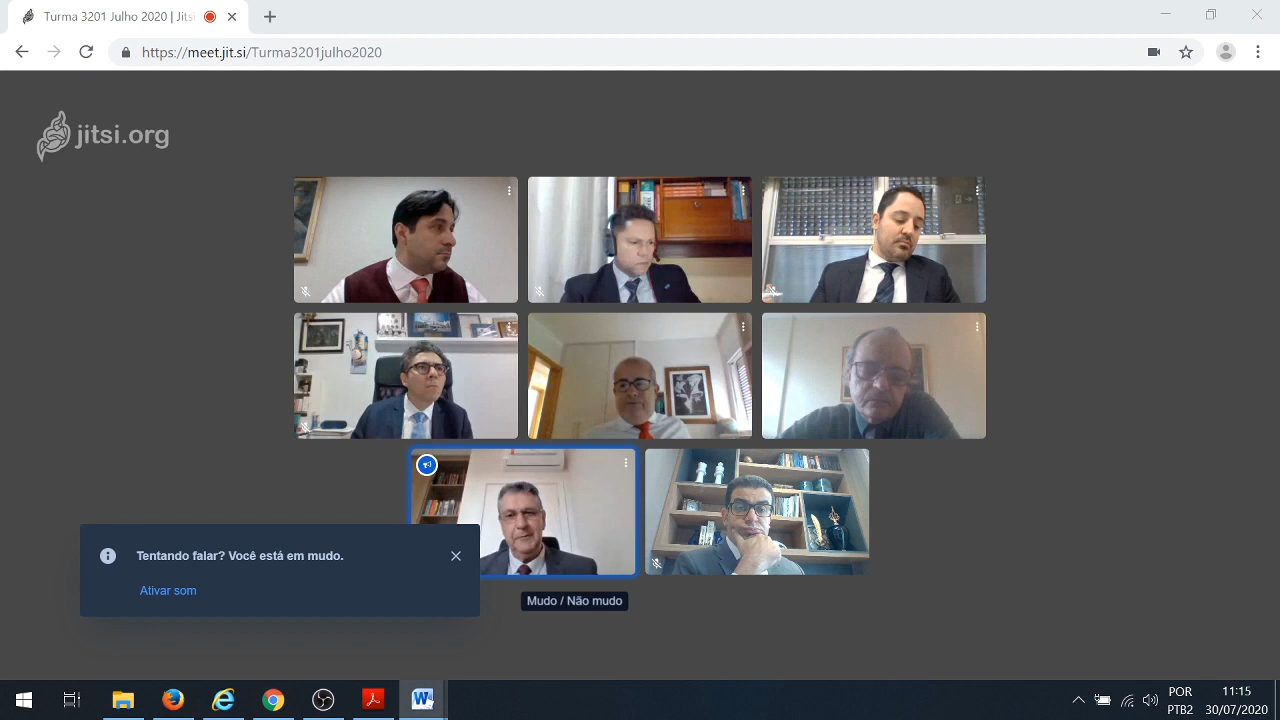 Turma 3201 Julho 2020 | Jits
https://meet.jit.si/Turma3201julho2020
jitsi.org
Tentando falar? Você está em mudo.
Ativar som
Mudo / Não mudo
POR
11:15
PTB2
30/07/2020